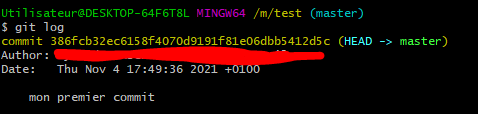 Utilisateur@DESKTOP-64F6T8L MINGW64 /m/test (master)
$ git log
commit 386fcb32ec6158f4070d9191f81e06dbb5412d5c (HEAD -> master)
Author:
Date:   Thu Nov 4 17:49:36 2021 +0100
mon premier commit